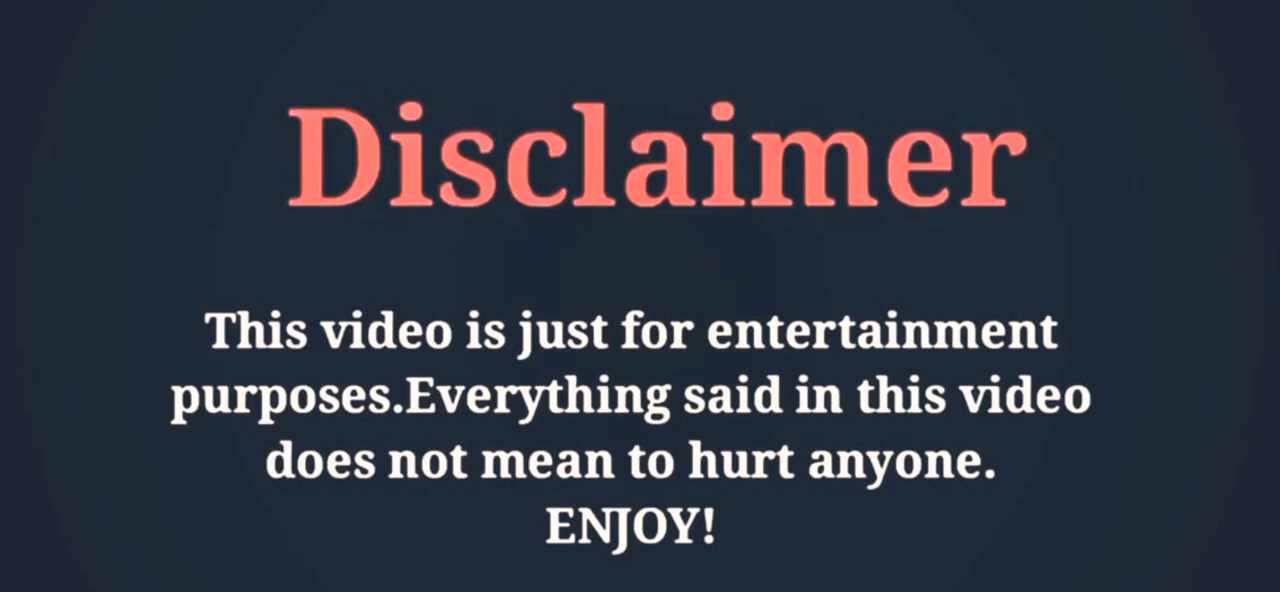 Disclaimer
This video is just for entertainment
purposes.Everything said in this video
does not mean to hurt anyone.
ENJOY!